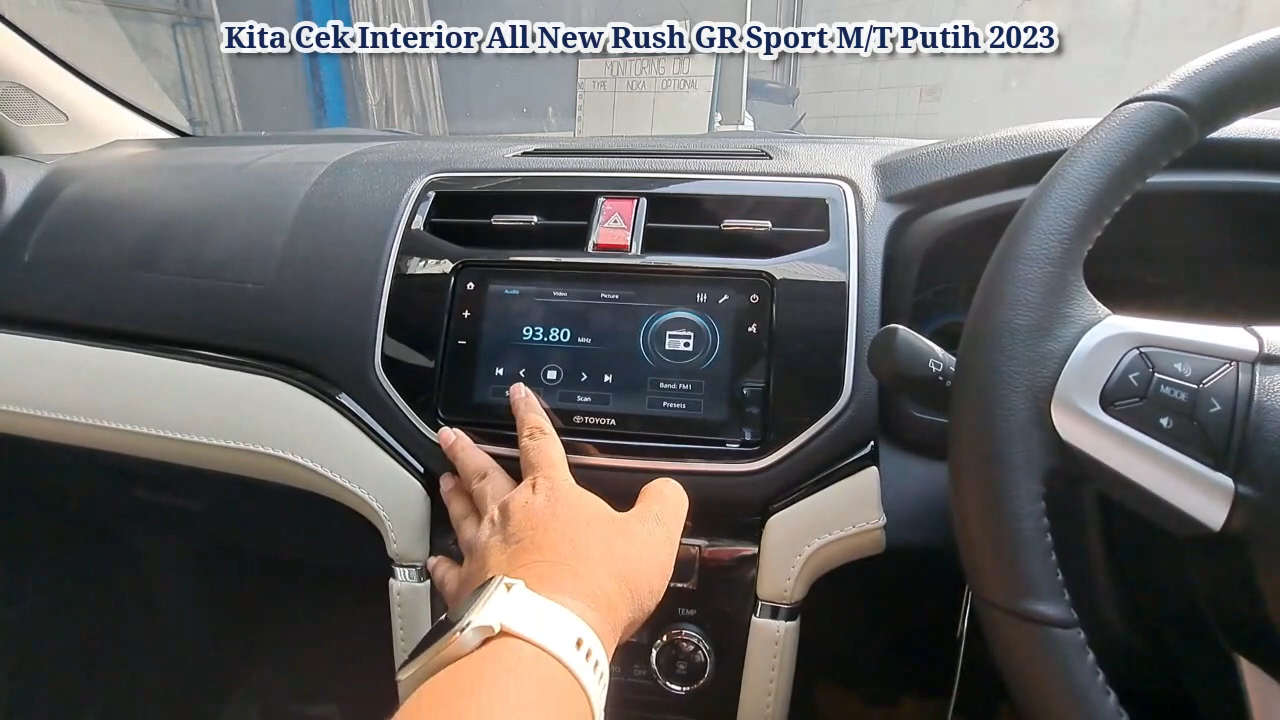 Kita Cek Interior All New Rush GR Sport M/T Putih 2023
MONITORING DIO
TYPE NOKA OPTIONAL
Audio Video Picture
93.80 MHz
Band: FM1
Scan
Presets
TOYOTA
MODE
TEMP